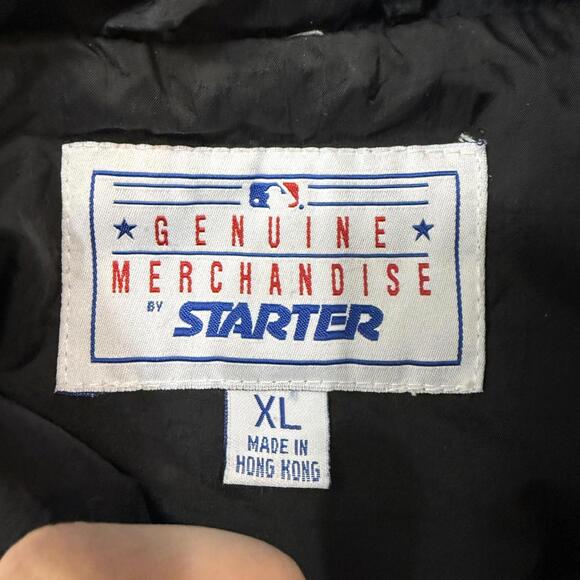 GENUINE
MERCHANDISE
BY STARTER
XL
MADE IN
HONG KONG